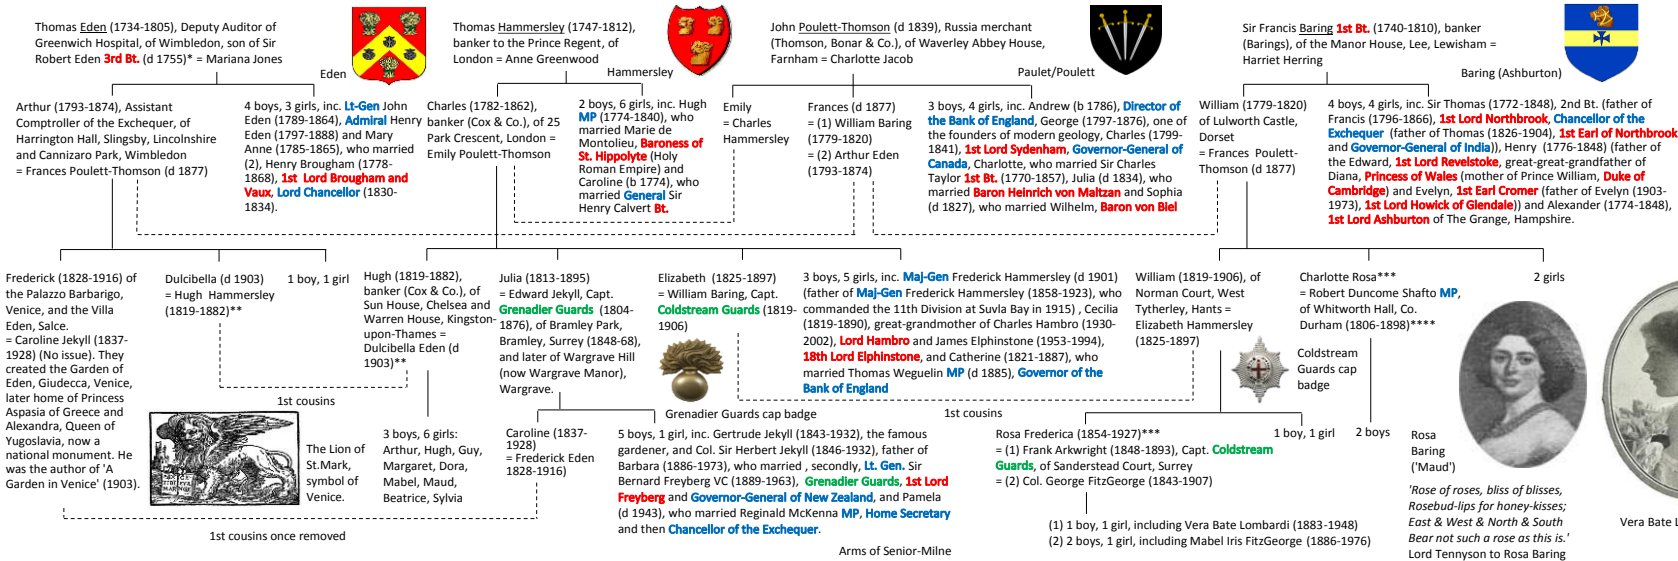 Thomas Eden (1734-1805), Deputy Auditor of
Greenwich Hospital, of Wimbledon, son of Sir
Robert Eden 3rd Bt. (d 1755)* = Mariana Jones
Eden
Thomas Hammersley (1747-1812),
banker to the Prince Regent, of
London = Anne Greenwood
Hammersley
John Poulett-Thomson (d 1839), Russia merchant
(Thomson, Bonar & Co.), of Waverley Abbey House,
Farnham = Charlotte Jacob
Paulet/Poulett
Sir Francis Baring 1st Bt. (1740-1810), banker
(Barings), of the Manor House, Lee, Lewisham =
Harriet Herring
Baring (Ashburton)
Arthur (1793-1874), Assistant
Comptroller of the Exchequer, of
Harrington Hall, Slingsby, Lincolnshire
and Cannizaro Park, Wimbledon
= Frances Poulett-Thomson (d 1877)
4 boys, 3 girls, inc. Lt-Gen John
Eden (1789-1864), Admiral Henry
Eden (1797-1888) and Mary
Anne (1785-1865), who married
(2), Henry Brougham (1778-
1868), 1st Lord Brougham and
Vaux, Lord Chancellor (1830-
1834).
Charles (1782-1862),
banker (Cox & Co.), of 25
Park Crescent, London =
Emily Poulett-Thomson
2 boys, 6 girls, inc. Hugh
MP (1774-1840), who
married Marie de
Montolieu, Baroness of
St. Hippolyte (Holy
Roman Empire) and
Caroline (b 1774), who
married General Sir
Henry Calvert Bt.
Emily
= Charles
Hammersley
Frances (d 1877)
= (1) William Baring
(1779-1820)
= (2) Arthur Eden
(1793-1874)
3 boys, 4 girls, inc. Andrew (b 1786), Director of
the Bank of England, George (1797-1876), one of
the founders of modern geology, Charles (1799-
1841), 1st Lord Sydenham, Governor-General of
Canada, Charlotte, who married Sir Charles
Taylor 1st Bt. (1770-1857), Julia (d 1834), who
married Baron Heinrich von Maltzan and Sophia
(d 1827), who married Wilhelm, Baron von Biel
William (1779-1820)
of Lulworth Castle,
Dorset
= Frances Poulett-
Thomson (d 1877)
4 boys, 4 girls, inc. Sir Thomas (1772-1848), 2nd Bt. (father of
Francis (1796-1866), 1st Lord Northbrook, Chancellor of the
Exchequer (father of Thomas (1826-1904), 1st Earl of Northbrook
and Governor-General of India)), Henry (1776-1848) (father of
the Edward, 1st Lord Revelstoke, great-great-grandfather of
Diana, Princess of Wales (mother of Prince William, Duke of
Cambridge) and Evelyn, 1st Earl Cromer (father of Evelyn (1903-
1973), 1st Lord Howick of Glendale)) and Alexander (1774-1848),
1st Lord Ashburton of The Grange, Hampshire.
Frederick (1828-1916) of
the Palazzo Barbarigo,
Venice, and the Villa
Eden, Salce.
= Caroline Jekyll (1837-
1928) (No issue). They
created the Garden of
Eden, Giudecca, Venice,
later home of Princess
Aspasia of Greece and
Alexandra, Queen of
Yugoslavia, now a
national monument. He
was the author of 'A
Garden in Venice' (1903).
Dulcibella (d 1903)
= Hugh Hammersley
(1819-1882)**
1 boy, 1 girl
Hugh (1819-1882),
banker (Cox & Co.), of
Sun House, Chelsea and
Warren House, Kingston-
upon-Thames =
Dulcibella Eden (d
1903)**
Julia (1813-1895)
= Edward Jekyll, Capt.
Grenadier Guards (1804-
1876), of Bramley Park,
Bramley, Surrey (1848-68),
and later of Wargrave Hill
(now Wargrave Manor),
Wargrave.
Elizabeth (1825-1897)
= William Baring, Capt.
Coldstream Guards (1819-
1906)
3 boys, 5 girls, inc. Maj-Gen Frederick Hammersley (d 1901)
(father of Maj-Gen Frederick Hammersley (1858-1923), who
commanded the 11th Division at Suvla Bay in 1915) , Cecilia
(1819-1890), great-grandmother of Charles Hambro (1930-
2002), Lord Hambro and James Elphinstone (1953-1994),
18th Lord Elphinstone, and Catherine (1821-1887), who
married Thomas Weguelin MP (d 1885), Governor of the
Bank of England
William (1819-1906), of
Norman Court, West
Tytherley, Hants =
Elizabeth Hammersley
(1825-1897)
Charlotte Rosa***
= Robert Duncome Shafto MP,
of Whitworth Hall, Co.
Durham (1806-1898)****
2 girls
Coldstream
Guards cap
badge
1st cousins
Grenadier Guards cap badge
1st cousins
The Lion of
St.Mark,
symbol of
Venice.
3 boys, 6 girls:
Arthur, Hugh, Guy,
Margaret, Dora,
Mabel, Maud,
Beatrice, Sylvia
Caroline (1837-
1928)
= Frederick Eden
1828-1916)
5 boys, 1 girl, inc. Gertrude Jekyll (1843-1932), the famous
gardener, and Col. Sir Herbert Jekyll (1846-1932), father of
Barbara (1886-1973), who married , secondly, Lt. Gen. Sir
Bernard Freyberg VC (1889-1963), Grenadier Guards, 1st Lord
Freyberg and Governor-General of New Zealand, and Pamela
(d 1943), who married Reginald McKenna MP, Home Secretary
and then Chancellor of the Exchequer.
Rosa Frederica (1854-1927)***
= (1) Frank Arkwright (1848-1893), Capt. Coldstream
Guards, of Sanderstead Court, Surrey
= (2) Col. George FitzGeorge (1843-1907)
1 boy, 1 girl
2 boys
Rosa
Baring
('Maud')
'Rose of roses, bliss of blisses,
Rosebud-lips for honey-kisses;
East & West & North & South
Bear not such a rose as this is.'
Lord Tennyson to Rosa Baring
1st cousins once removed
(1) 1 boy, 1 girl, including Vera Bate Lombardi (1883-1948)
(2) 2 boys, 1 girl, including Mabel Iris FitzGeorge (1886-1976)
Vera Bate L
Arms of Senior-Milne